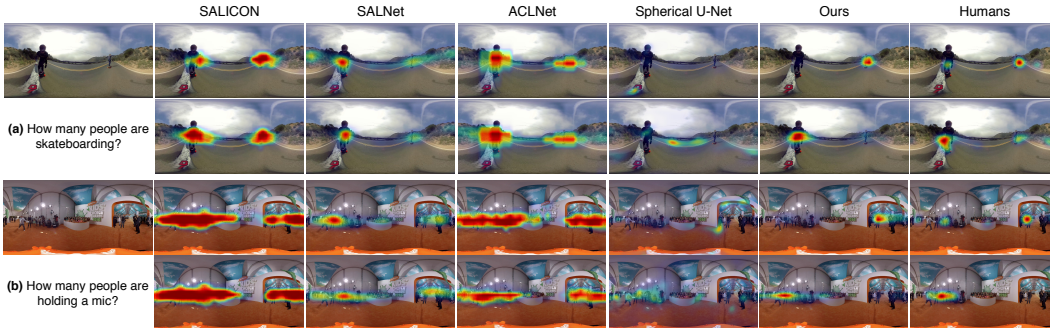 SALICON SALNet ACLNet Spherical U-Net Ours Humans
(a) How many people are
skateboarding?
(b) How many people are
holding a mic?